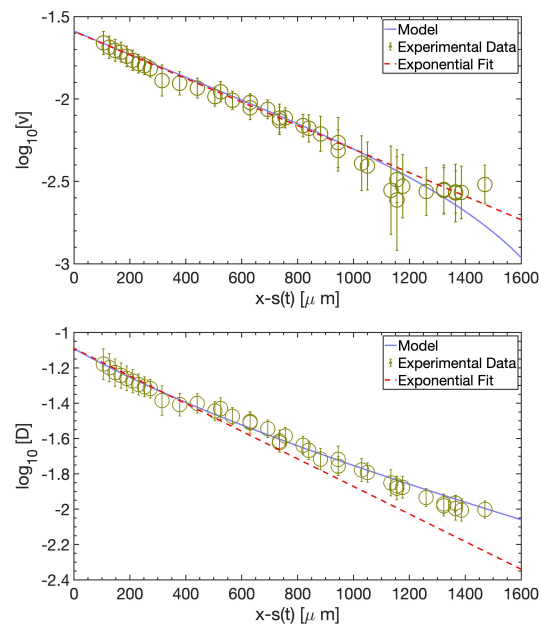 -1.5
Model
Experimental Data
Exponential Fit
-2
log10[v]
-2.5
-3
0 200 400 600 800 1000 1200 1400 1600
x-s(t) [μ m]
-1
Model
Experimental Data
Exponential Fit
-1.2
-1.4
log10 [D]
-1.6
-1.8
-2
-2.2
-2.4
0 200 400 600 800 1000 1200 1400 1600
x-s(t) [μ m]